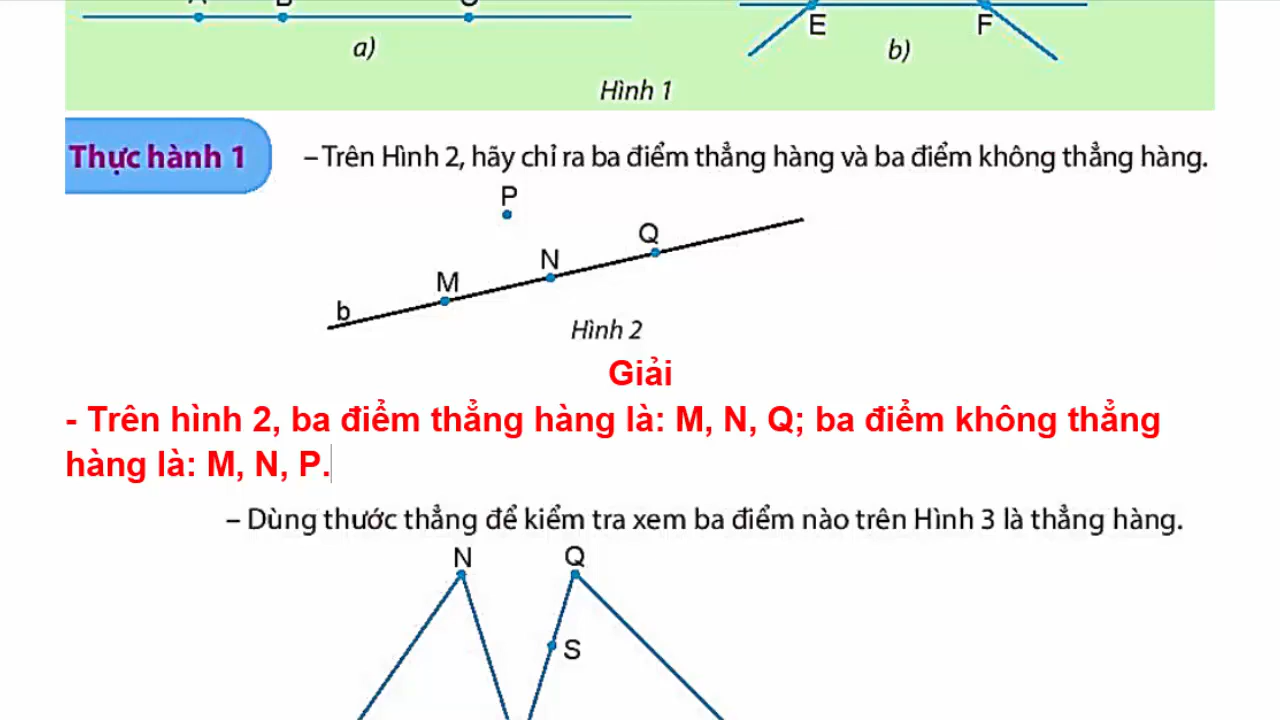 E
F
a)
b)
Hình 1
Thực hành 1
– Trên Hình 2, hãy chỉ ra ba điểm thẳng hàng và ba điểm không thẳng hàng.
P
Q
N
M
b
Hình 2
Giải
- Trên hình 2, ba điểm thẳng hàng là: M, N, Q; ba điểm không thẳng
hàng là: M, N, P.
– Dùng thước thẳng để kiểm tra xem ba điểm nào trên Hình 3 là thẳng hàng.
N
Q
S